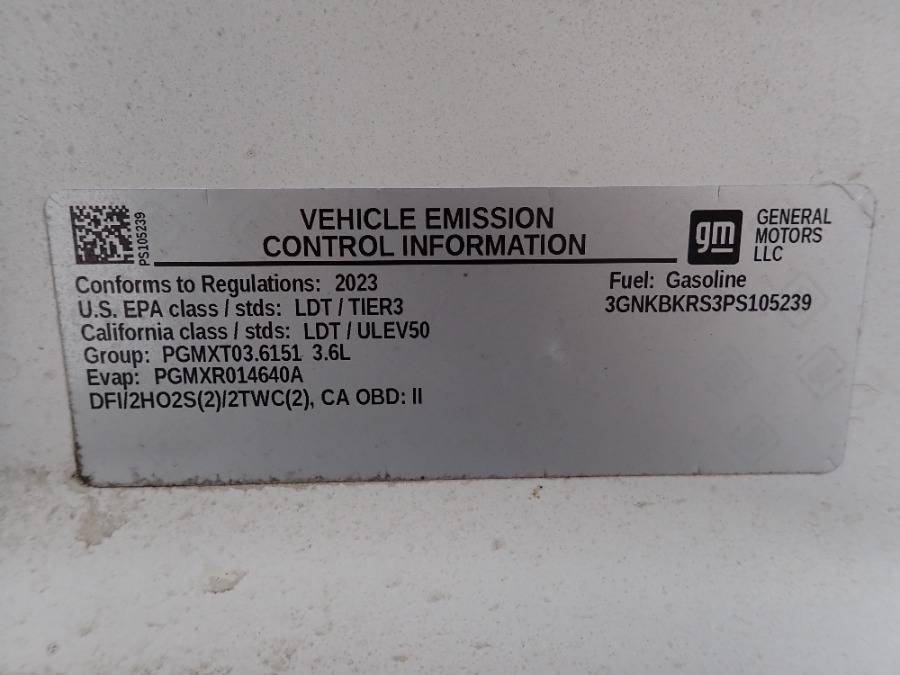 PS105239
VEHICLE EMISSION
CONTROL INFORMATION
gm
GENERAL
MOTORS
LLC
Conforms to Regulations: 2023
U.S. EPA class / stds: LDT / TIER3
California class / stds: LDT / ULEV50
Group: PGMXT03.6151 3.6L
Evap: PGMXR014640A
DFI/2HO2S(2)/2TWC(2), CA OBD: II
Fuel: Gasoline
3GNKBKRS3PS105239